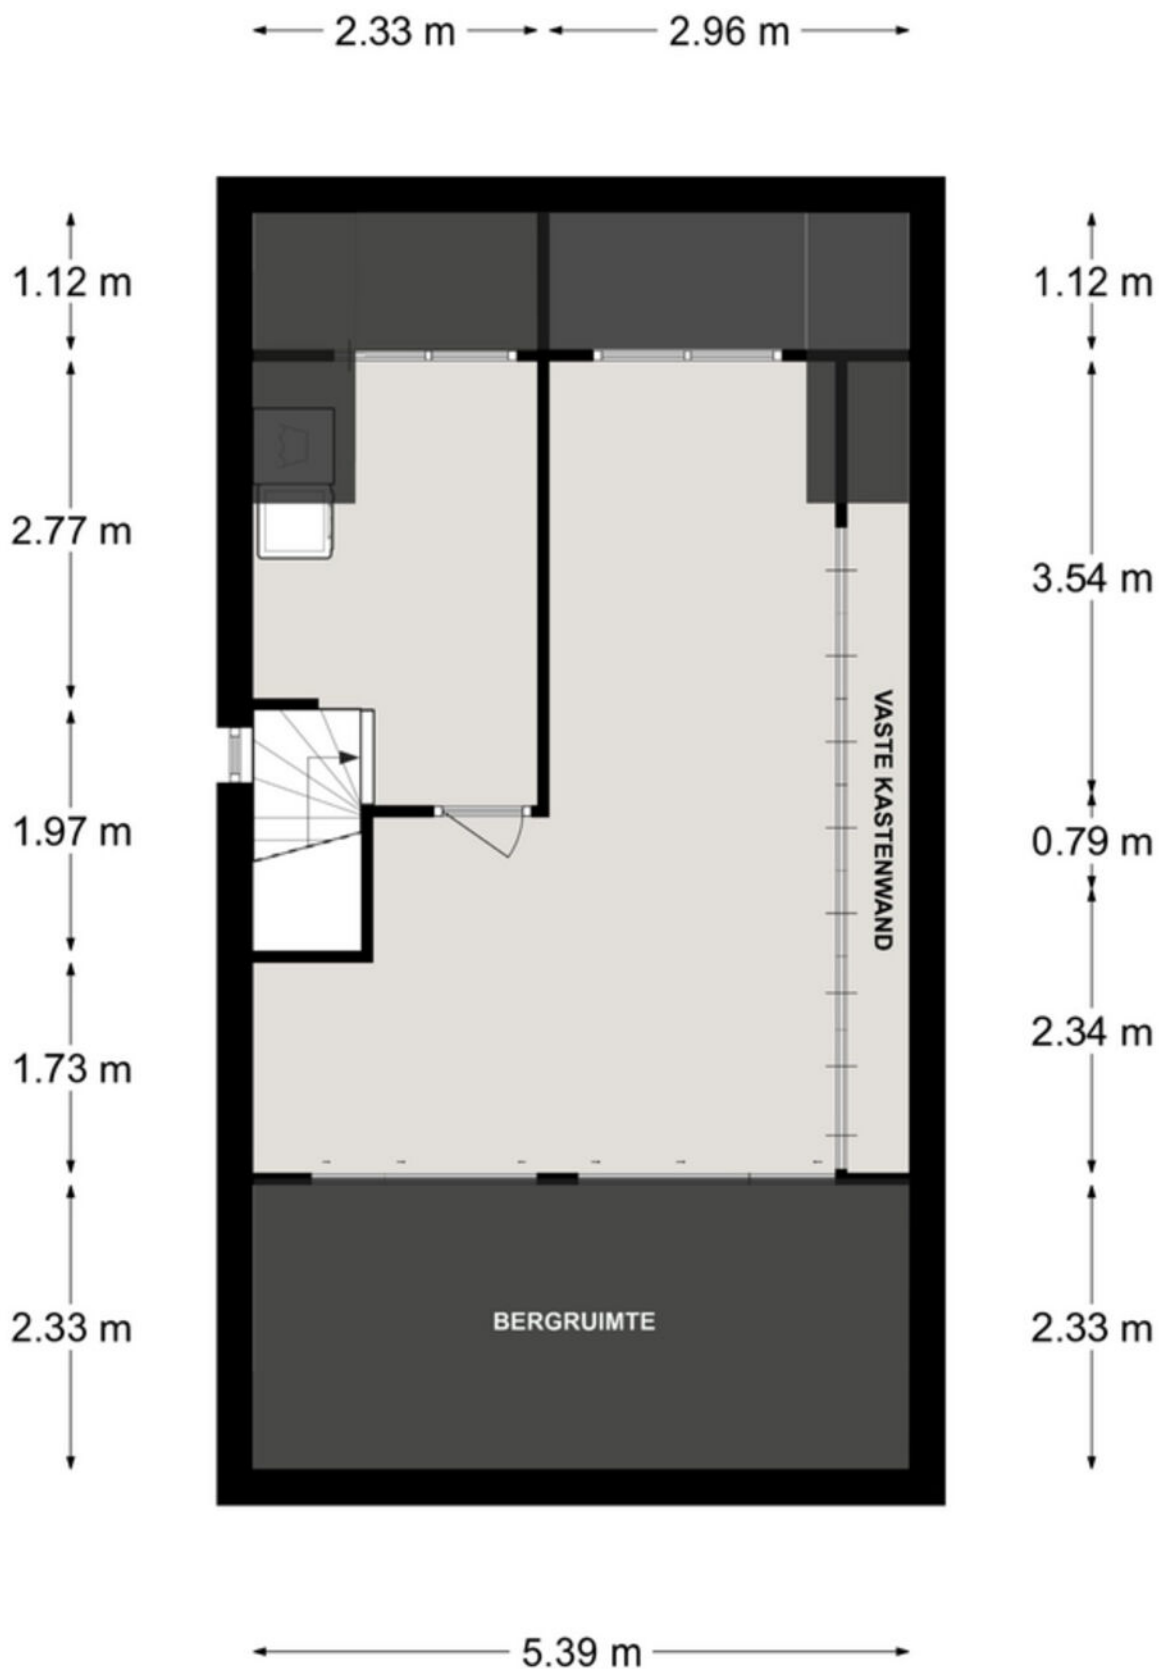 2.33 m
2.96 m
1.12 m
1.12 m
2.77 m
3.54 m
VASTE KASTENWAND
1.97 m
0.79 m
2.34 m
1.73 m
BERGRUIMTE
2.33 m
2.33 m
5.39 m